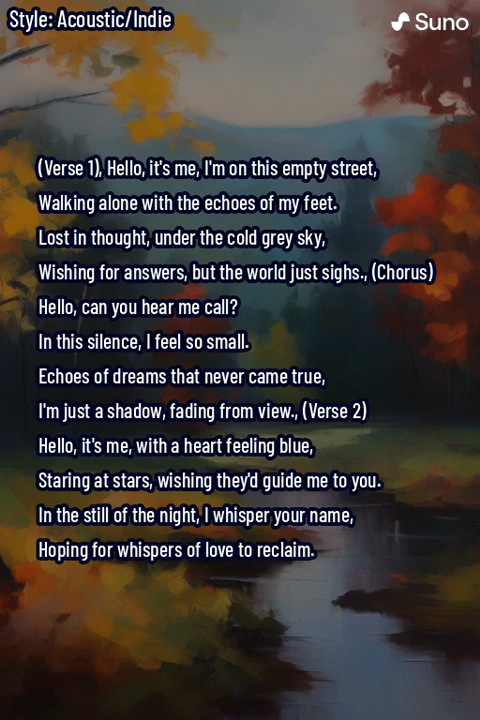 Style: Acoustic/Indie
Suno
(Verse 1), Hello, it's me, I'm on this empty street,
Walking alone with the echoes of my feet.
Lost in thought, under the cold grey sky,
Wishing for answers, but the world just sighs., (Chorus)
Hello, can you hear me call?
In this silence, I feel so small.
Echoes of dreams that never came true,
I'm just a shadow, fading from view., (Verse 2)
Hello, it's me, with a heart feeling blue,
Staring at stars, wishing they'd guide me to you.
In the still of the night, I whisper your name,
Hoping for whispers of love to reclaim.